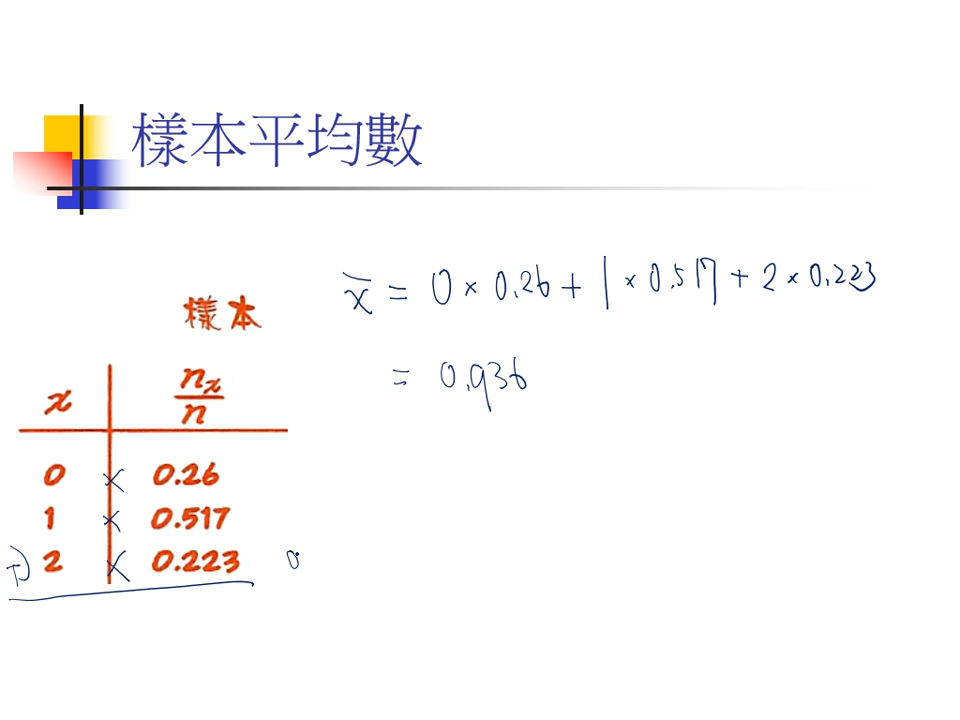 樣本平均數
x̄ = 0 × 0.26 + 1 × 0.517 + 2 × 0.223
= 0.936
樣本
x nx/n
0 × 0.26
1 × 0.517
+) 2 × 0.223 0.